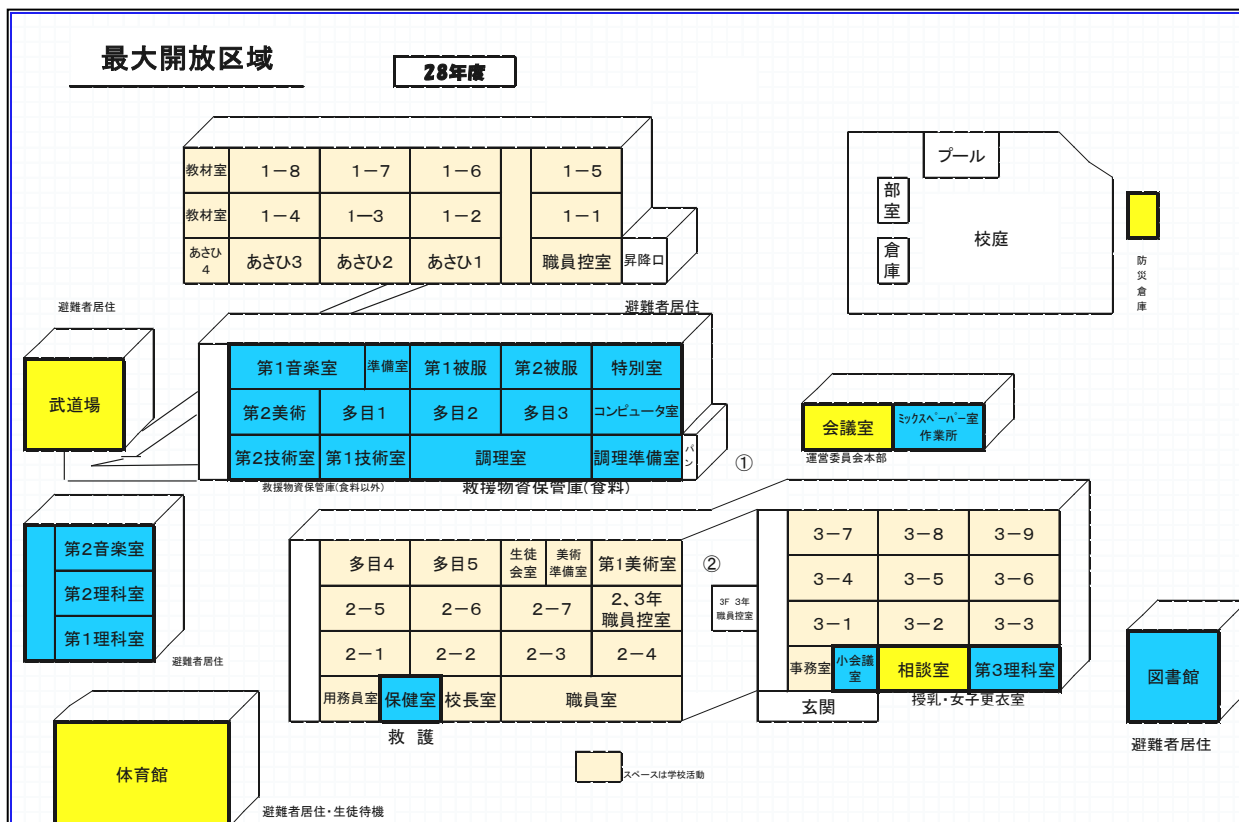 最大開放区域
28年度
教材室
1-8
1-7
1-6
1-5
教材室
1-4
1-3
1-2
1-1
あさひ
4
あさひ3
あさひ2
あさひ1
職員控室
昇降口
プール
部室
倉庫
校庭
防災倉庫
避難者居住
武道場
避難者居住
第1音楽室
準備室
第1被服
第2被服
特別室
第2美術
多目1
多目2
多目3
コンピュータ室
第2技術室
第1技術室
調理室
調理準備室
パン
①
救援物資保管庫(食料以外)
救援物資保管庫(食料)
会議室
ミックスペーパー室
作業所
運営委員会本部
第2音楽室
第2理科室
第1理科室
避難者居住
多目4
多目5
生徒
会室
美術
準備室
第1美術室
②
2-5
2-6
2-7
2、3年
職員控室
2-1
2-2
2-3
2-4
用務員室
保健室
校長室
職員室
救 護
3F 3年
職員控室
3-7
3-8
3-9
3-4
3-5
3-6
3-1
3-2
3-3
事務室
小会議
室
相談室
第3理科室
玄関
授乳・女子更衣室
図書館
避難者居住
体育館
避難者居住・生徒待機
スペースは学校活動